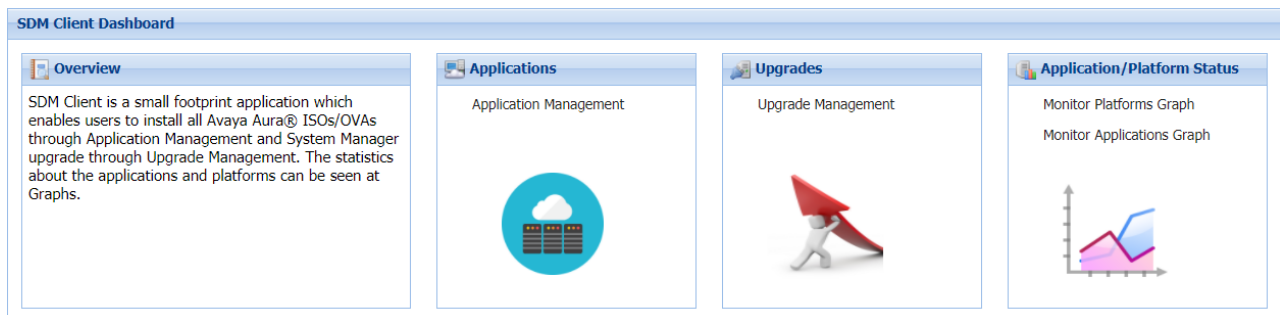 SDM Client Dashboard
Overview
SDM Client is a small footprint application which
enables users to install all Avaya Aura® ISOs/OVAs
through Application Management and System Manager
upgrade through Upgrade Management. The statistics
about the applications and platforms can be seen at
Graphs.
Applications
Application Management
Upgrades
Upgrade Management
Application/Platform Status
Monitor Platforms Graph
Monitor Applications Graph